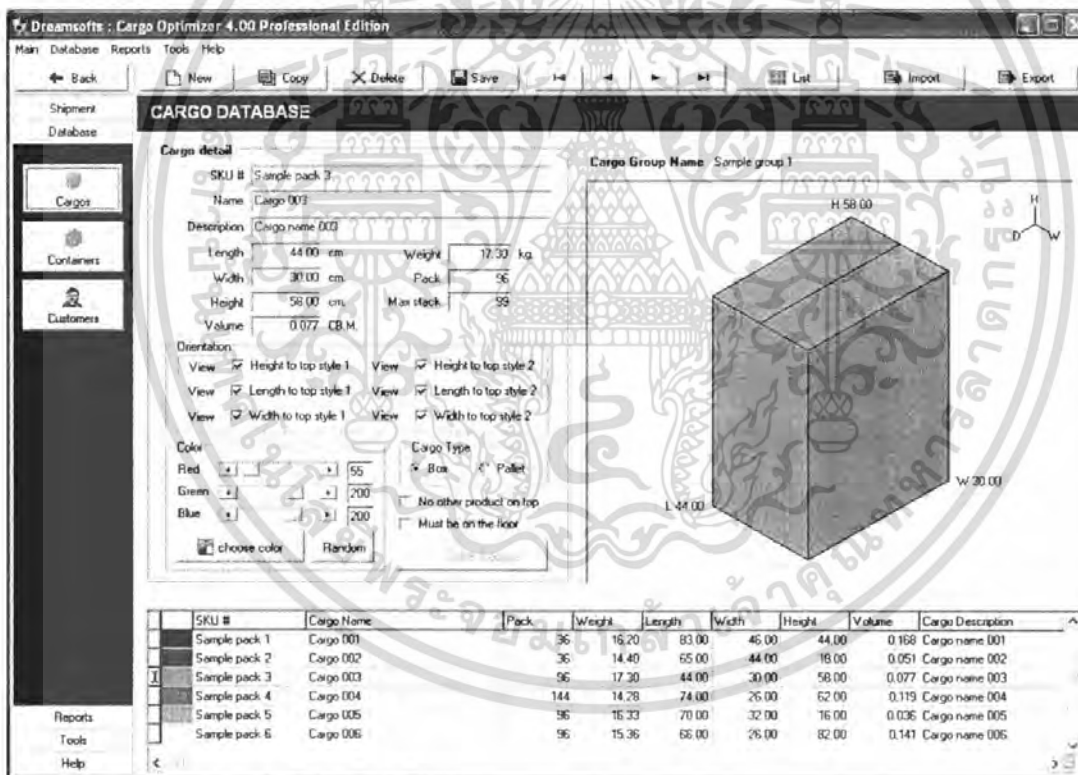 Dreamsofts : Cargo Optimizer 4.00 Professional Edition
Main Database Reports Tools Help
Back New Copy Delete Save List Import Export
Shipment
Database
Cargos
Containers
Customers
Reports
Tools
Help
CARGO DATABASE
Cargo detail
SKU # Sample pack 3
Name Cargo 003
Description Cargo name 003
Length 44.00 cm Weight 17.30 kg.
Width 30.00 cm. Pack 96
Height 58.00 cm. Max stack 99
Volume 0.077 CB.M.
Orientation
View Height to top style 1 View Height to top style 2
View Length to top style 1 View Length to top style 2
View Width to top style 1 View Width to top style 2
Color
Red 55
Green 200
Blue 200
choose color Random
Cargo Type
Box Pallet
No other product on top
Must be on the floor
Cargo Group Name Sample group 1
H 58.00
H
D W
L 44.00
W 30.00
SKU # Cargo Name Pack Weight Length Width Height Volume Cargo Description
Sample pack 1 Cargo 001 36 16.20 83.00 46.00 44.00 0.168 Cargo name 001
Sample pack 2 Cargo 002 36 14.40 65.00 44.00 18.00 0.051 Cargo name 002
Sample pack 3 Cargo 003 96 17.30 44.00 30.00 58.00 0.077 Cargo name 003
Sample pack 4 Cargo 004 144 14.28 74.00 26.00 62.00 0.119 Cargo name 004
Sample pack 5 Cargo 005 96 16.33 70.00 32.00 16.00 0.036 Cargo name 005
Sample pack 6 Cargo 006 96 15.36 66.00 26.00 82.00 0.141 Cargo name 006